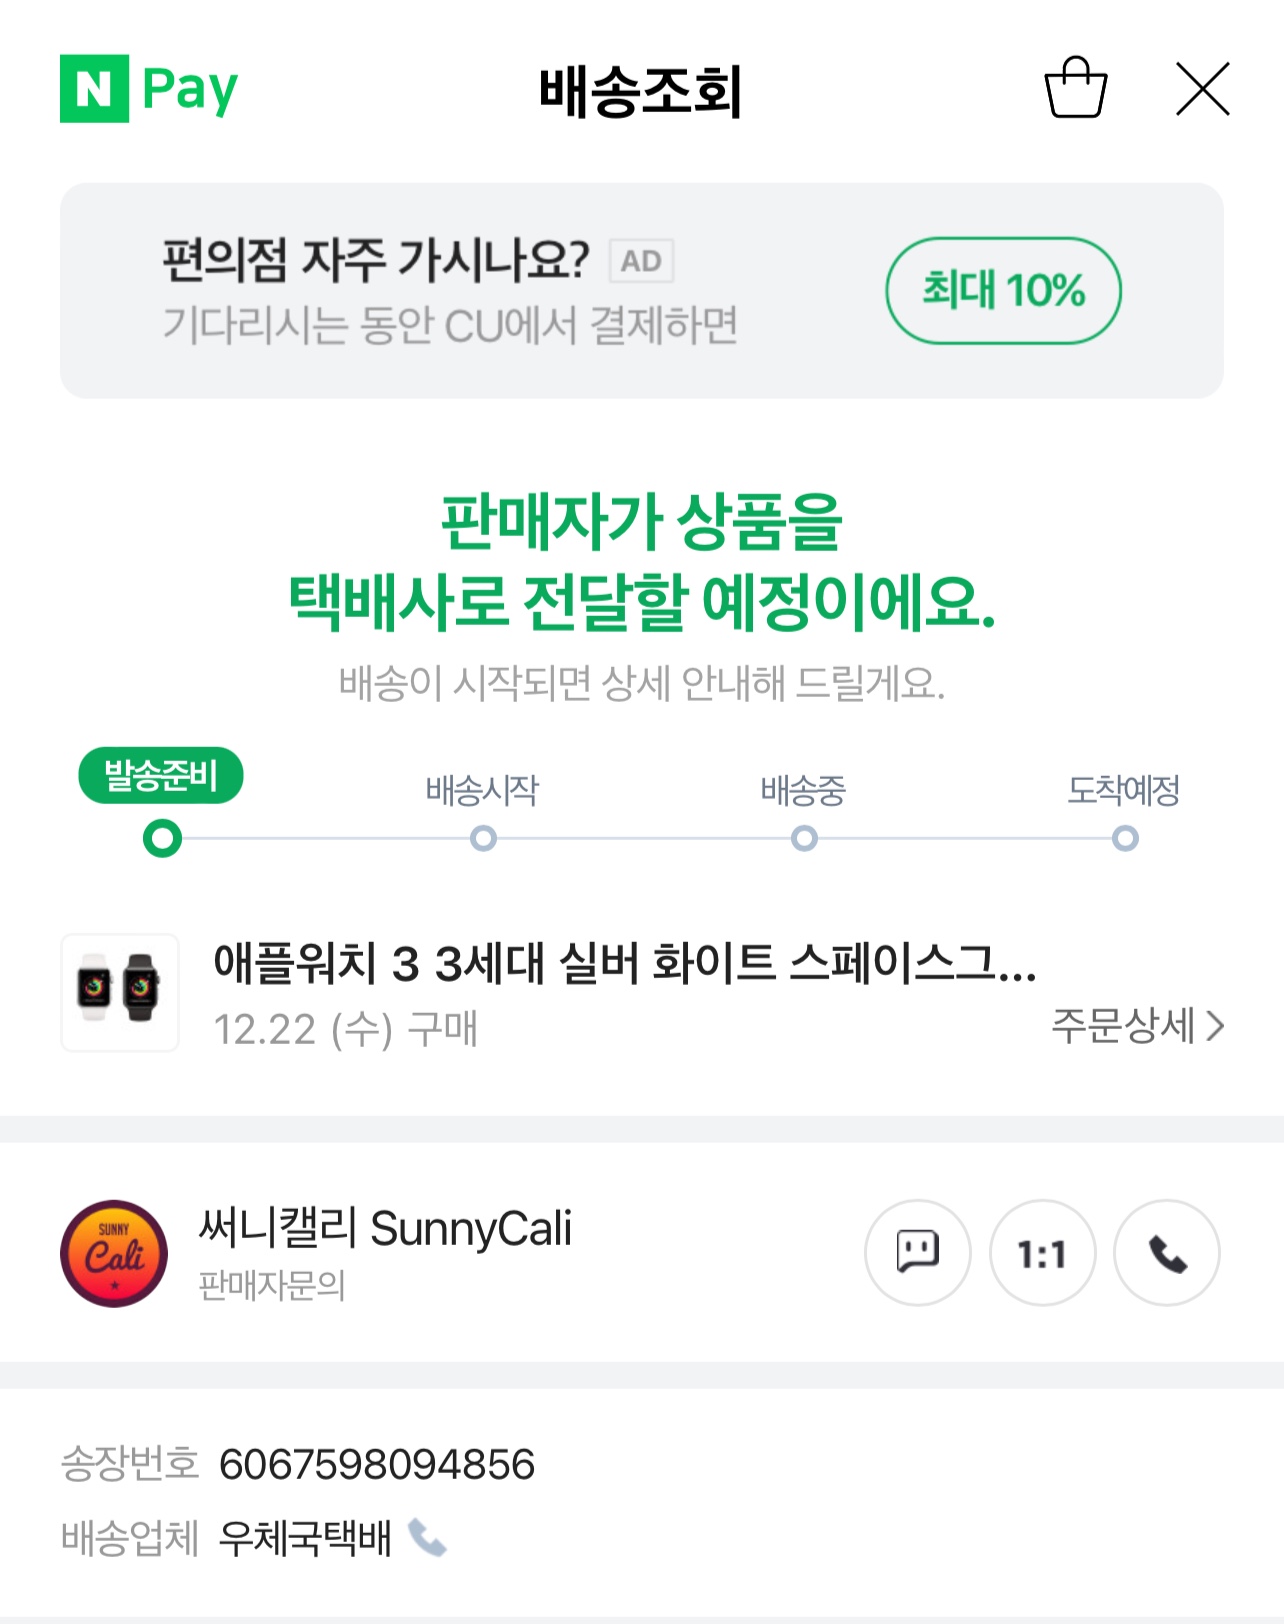 N Pay
배송조회
편의점 자주 가시나요? AD
기다리시는 동안 CU에서 결제하면
최대 10%
판매자가 상품을
택배사로 전달할 예정이에요.
배송이 시작되면 상세 안내해 드릴게요.
발송준비 배송시작 배송중 도착예정
애플워치 3 3세대 실버 화이트 스페이스그...
12.22 (수) 구매
주문상세
SUNNY
Cali
써니캘리 SunnyCali
판매자문의
1:1
송장번호 6067598094856
배송업체 우체국택배